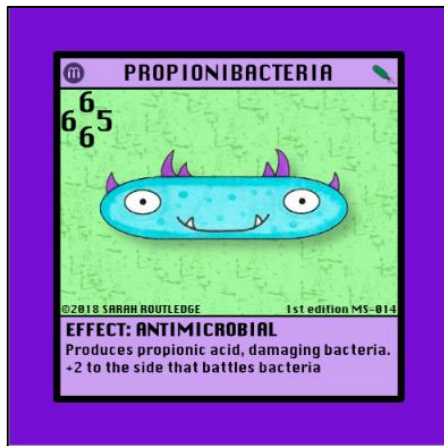 m PROPIONIBACTERIA
6
6 5
6
©2018 SARAH ROUTLEDGE 1st edition MS-014
EFFECT: ANTIMICROBIAL
Produces propionic acid, damaging bacteria.
+2 to the side that battles bacteria